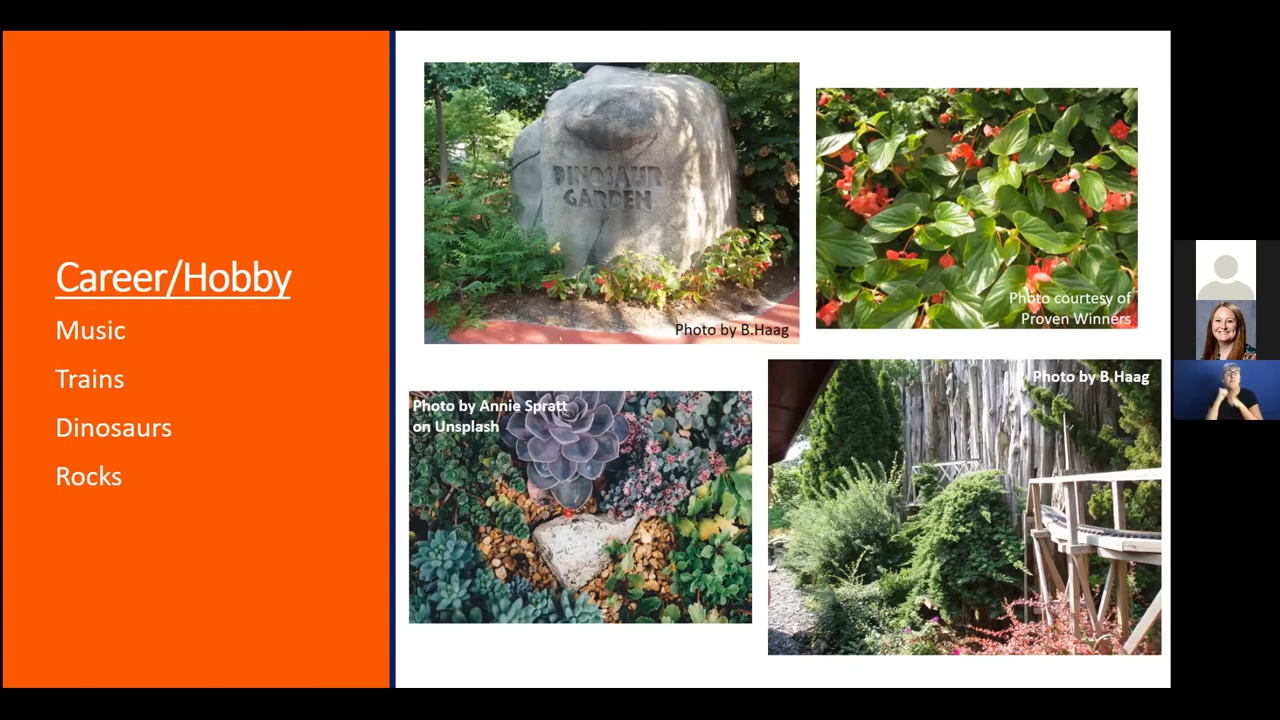 Career/Hobby
Music
Trains
Dinosaurs
Rocks
DINOSAUR
GARDEN
Photo by B.Haag
Photo courtesy of
Proven Winners
Photo by Annie Spratt
on Unsplash
Photo by B.Haag